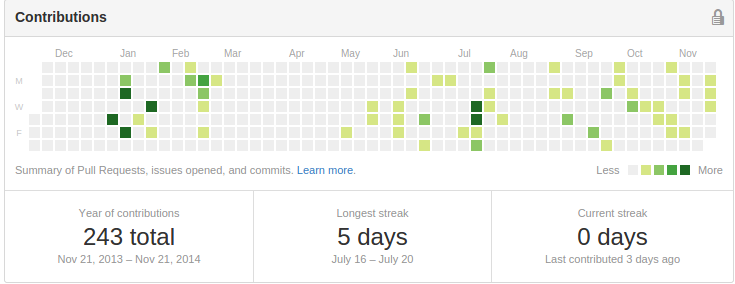 Contributions
Dec Jan Feb Mar Apr May Jun Jul Aug Sep Oct Nov
M
W
F
Summary of Pull Requests, issues opened, and commits. Learn more.
Less More
Year of contributions
243 total
Nov 21, 2013 – Nov 21, 2014
Longest streak
5 days
July 16 – July 20
Current streak
0 days
Last contributed 3 days ago